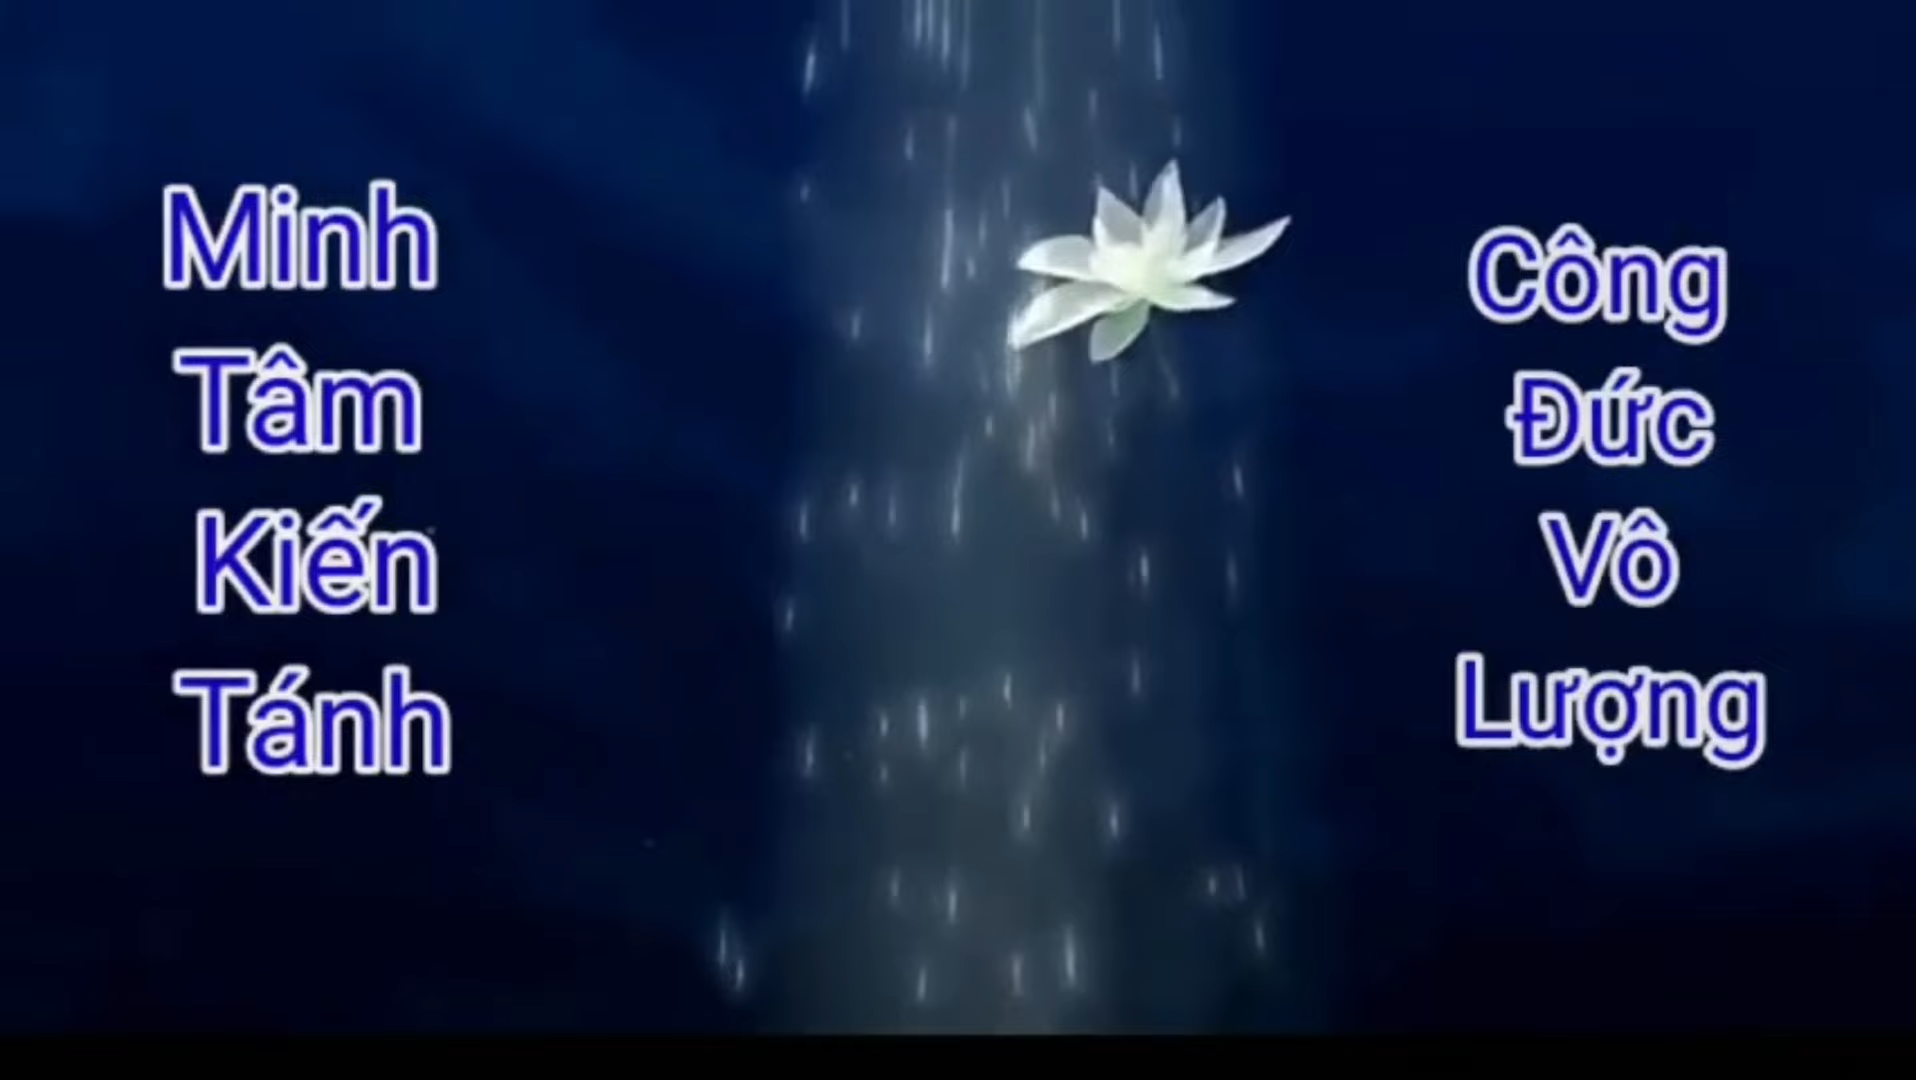 Minh
Tâm
Kiến
Tánh
Công
Đức
Vô
Lượng